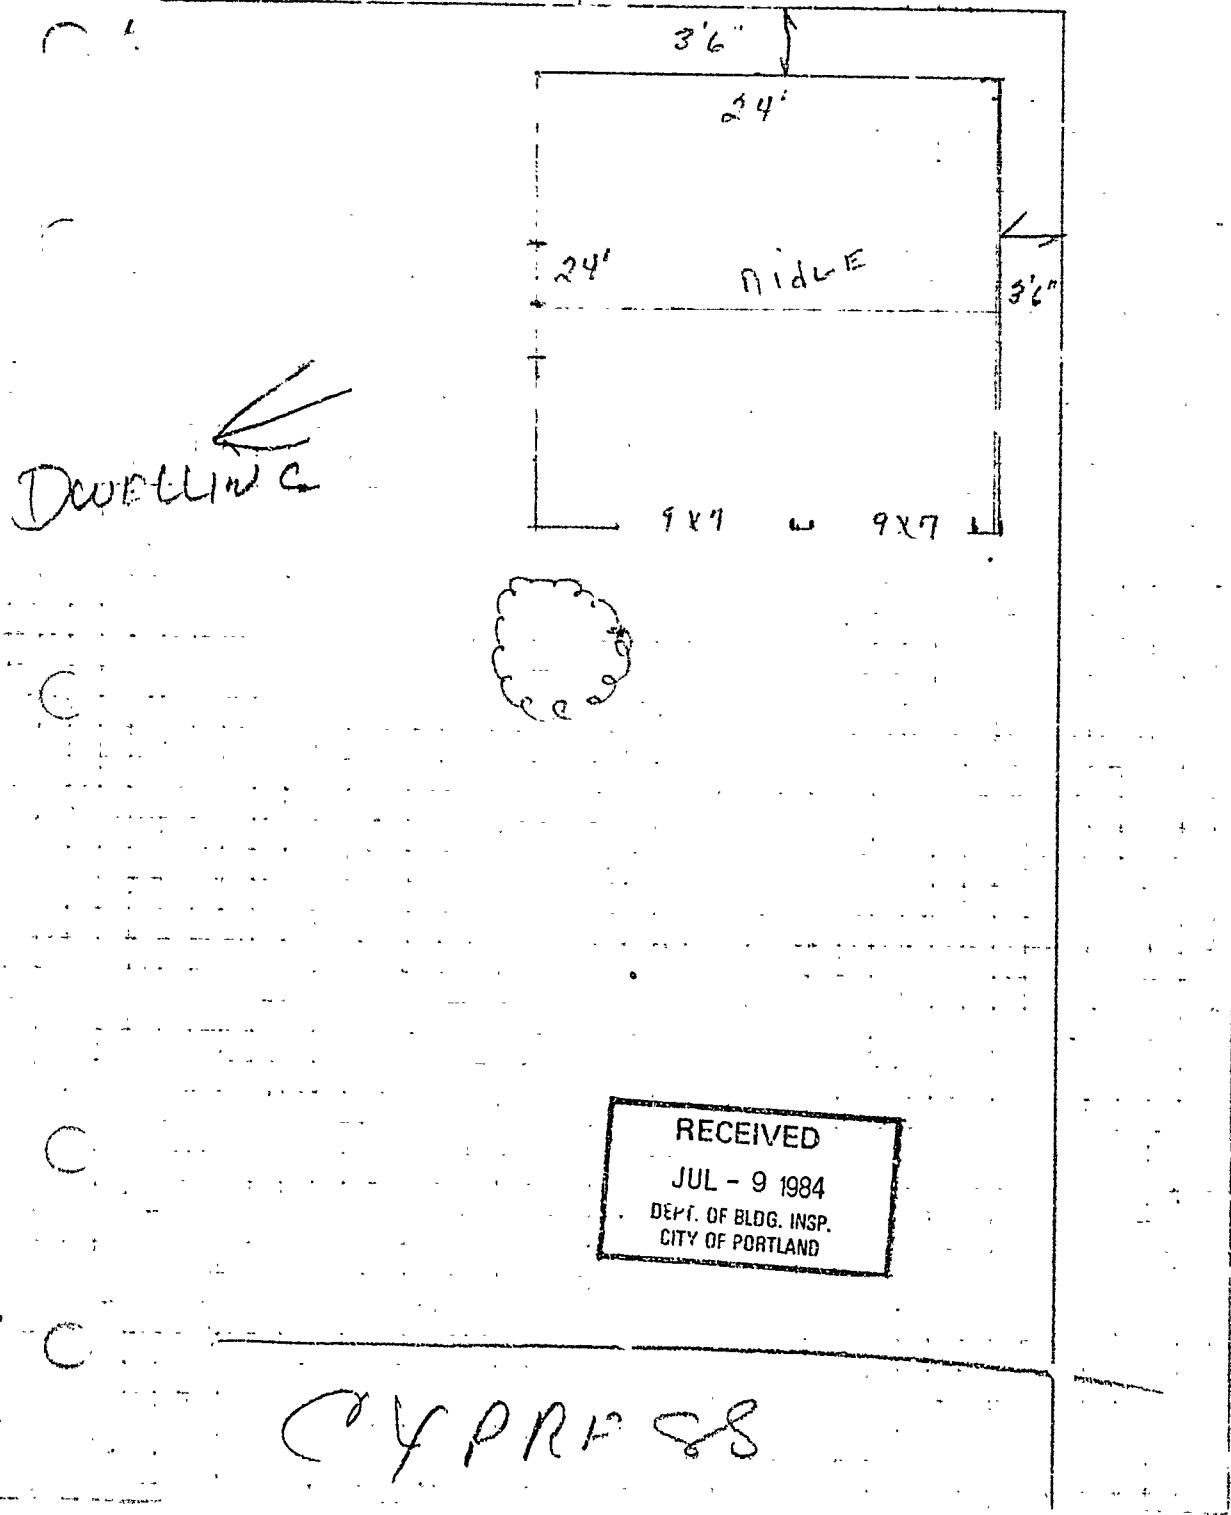 3'6"
24'
24'
RIDGE
3'6"
DWELLING
9X7
9X7
RECEIVED
JUL - 9 1984
DEPT. OF BLDG. INSP.
CITY OF PORTLAND
CYPRESS